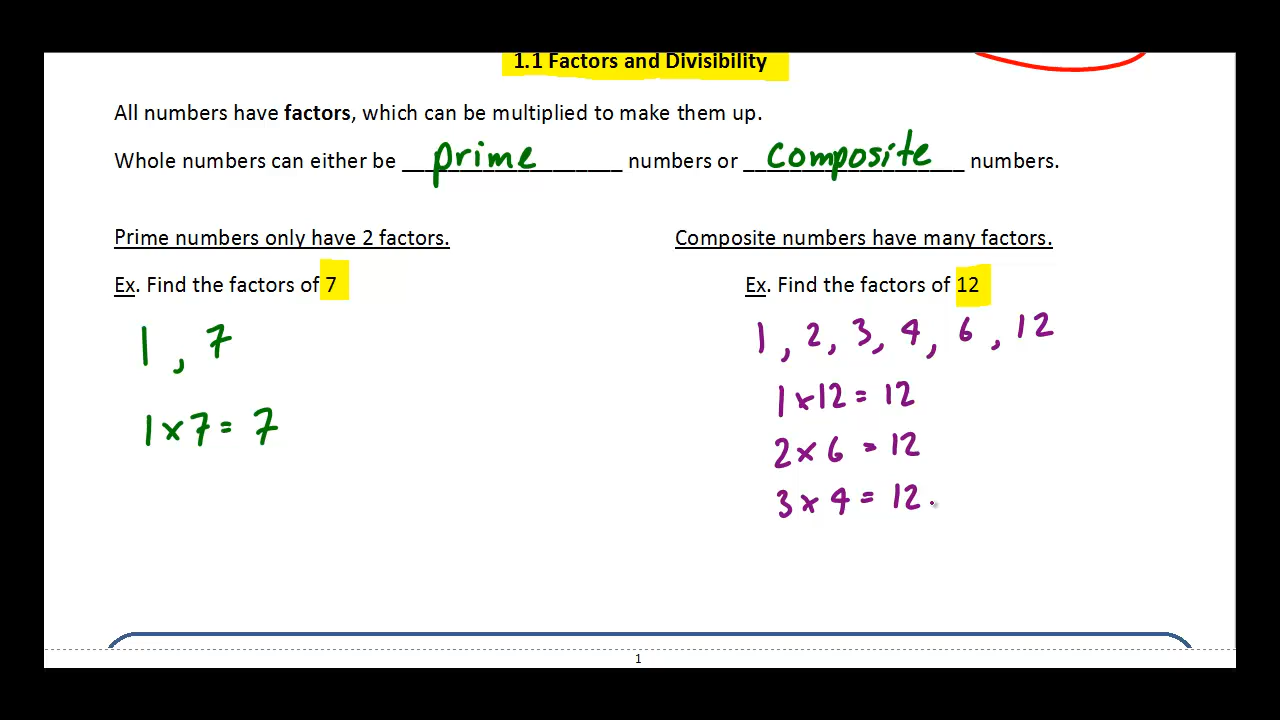 1.1 Factors and Divisibility
All numbers have factors, which can be multiplied to make them up.
Whole numbers can either be prime numbers or composite numbers.
Prime numbers only have 2 factors.
Ex. Find the factors of 7
1, 7
1 x 7 = 7
Composite numbers have many factors.
Ex. Find the factors of 12
1, 2, 3, 4, 6, 12
1 x 12 = 12
2 x 6 = 12
3 x 4 = 12
1